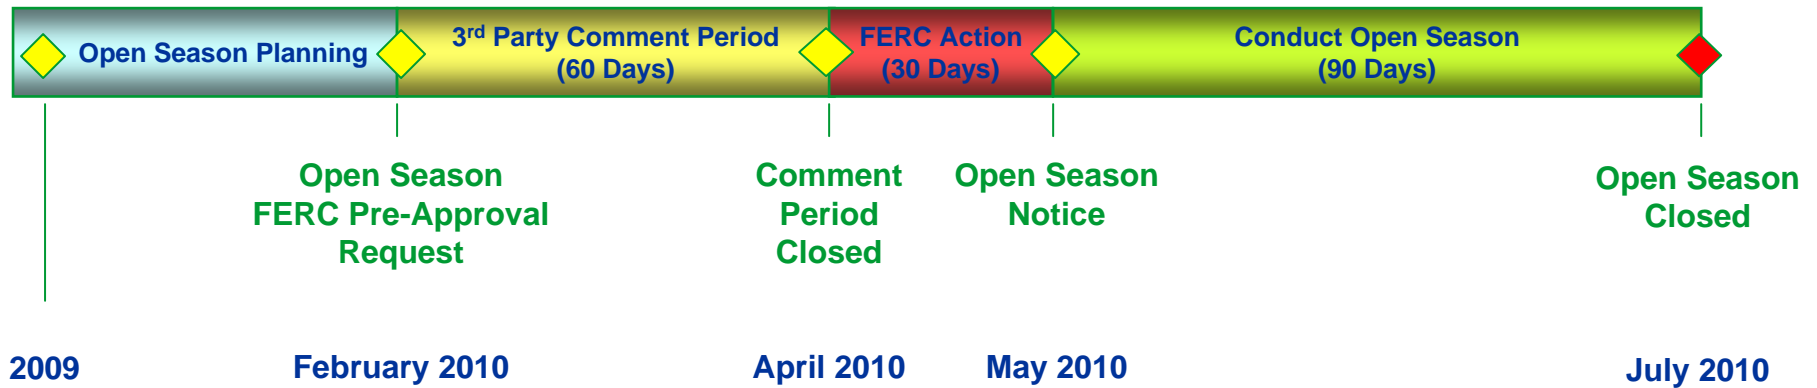 Open Season Planning
3rd Party Comment Period
(60 Days)
FERC Action
(30 Days)
Conduct Open Season
(90 Days)
Open Season
FERC Pre-Approval
Request
Comment
Period
Closed
Open Season
Notice
Open Season
Closed
2009
February 2010
April 2010
May 2010
July 2010